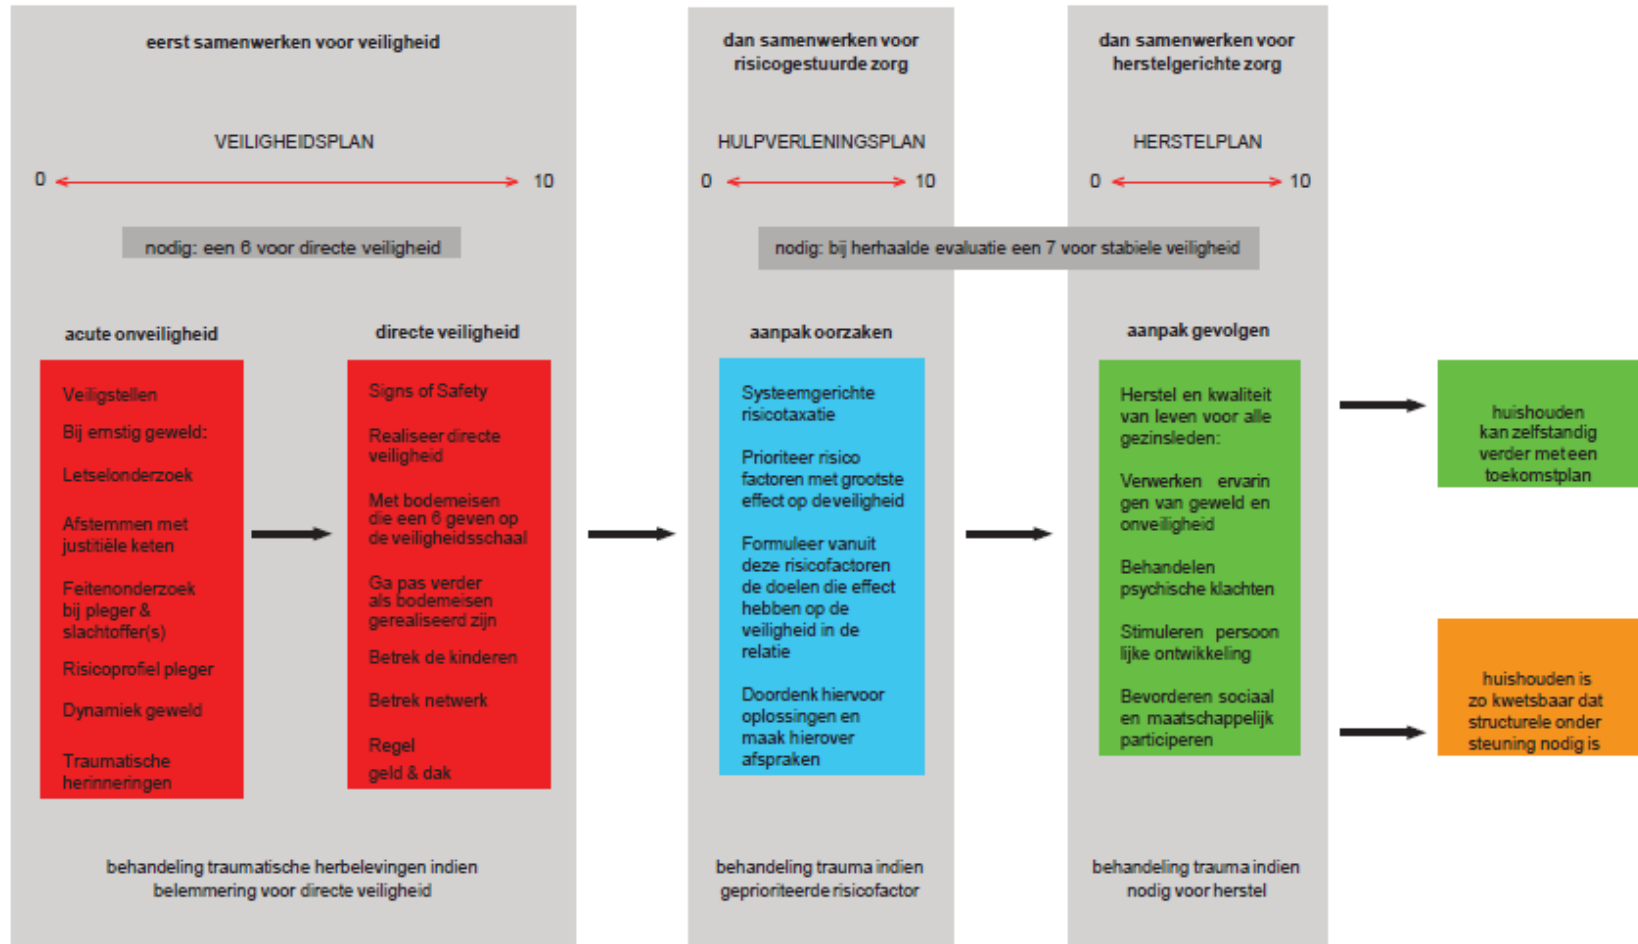 eerst samenwerken voor veiligheid
VEILIGHEIDSPLAN
0
10
nodig: een 6 voor directe veiligheid
acute onveiligheid
Veiligstellen
Bij ernstig geweld:
Letselonderzoek
Afstemmen met
justitiële keten
Feitenonderzoek
bij pleger &
slachtoffer(s)
Risicoprofiel pleger
Dynamiek geweld
Traumatische
herinneringen
directe veiligheid
Signs of Safety
Realiseer directe
veiligheid
Met bodemeisen
die een 6 geven op
de veiligheidsschaal
Ga pas verder
als bodemeisen
gerealiseerd zijn
Betrek de kinderen
Betrek netwerk
Regel
geld & dak
behandeling traumatische herbelevingen indien
belemmering voor directe veiligheid
dan samenwerken voor
risicogestuurde zorg
HULPVERLENINGSPLAN
0
10
nodig: bij herhaalde evaluatie een 7 voor stabiele veiligheid
aanpak oorzaken
Systeemgerichte
risicotaxatie
Prioriteer risico
factoren met grootste
effect op de veiligheid
Formuleer vanuit
deze risicofactoren
de doelen die effect
hebben op de
veiligheid in de
relatie
Doordenk hiervoor
oplossingen en
maak hierover
afspraken
behandeling trauma indien
geprioriteerde risicofactor
dan samenwerken voor
herstelgerichte zorg
HERSTELPLAN
0
10
aanpak gevolgen
Herstel en kwaliteit
van leven voor alle
gezinsleden:
Verwerken ervarin
gen van geweld en
onveiligheid
Behandelen
psychische klachten
Stimuleren persoon
lijke ontwikkeling
Bevorderen sociaal
en maatschappelijk
participeren
behandeling trauma indien
nodig voor herstel
huishouden
kan zelfstandig
verder met een
toekomstplan
huishouden is
zo kwetsbaar dat
structurele onder
steuning nodig is